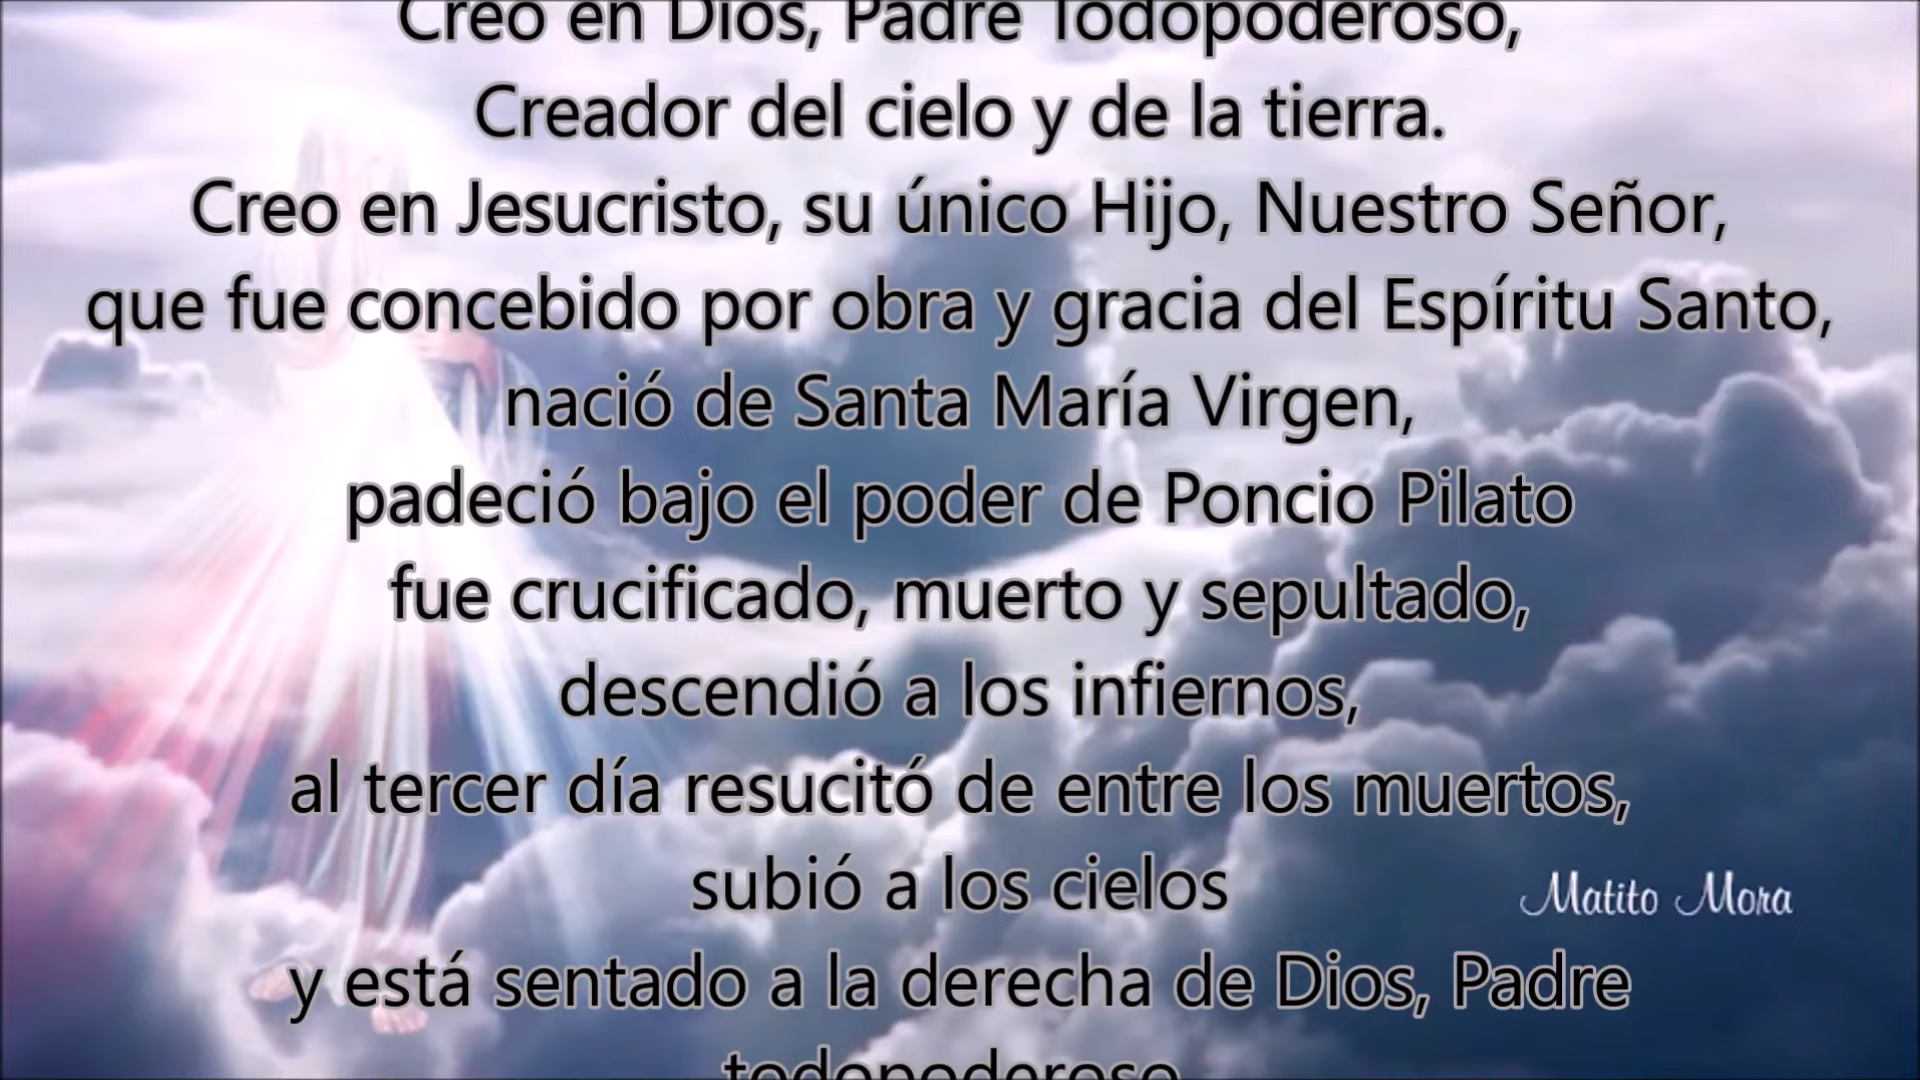 Creo en Dios, Padre Todopoderoso,
Creador del cielo y de la tierra.
Creo en Jesucristo, su único Hijo, Nuestro Señor,
que fue concebido por obra y gracia del Espíritu Santo,
nació de Santa María Virgen,
padeció bajo el poder de Poncio Pilato
fue crucificado, muerto y sepultado,
descendió a los infiernos,
al tercer día resucitó de entre los muertos,
subió a los cielos
Matito Mora
y está sentado a la derecha de Dios, Padre
todopoderoso